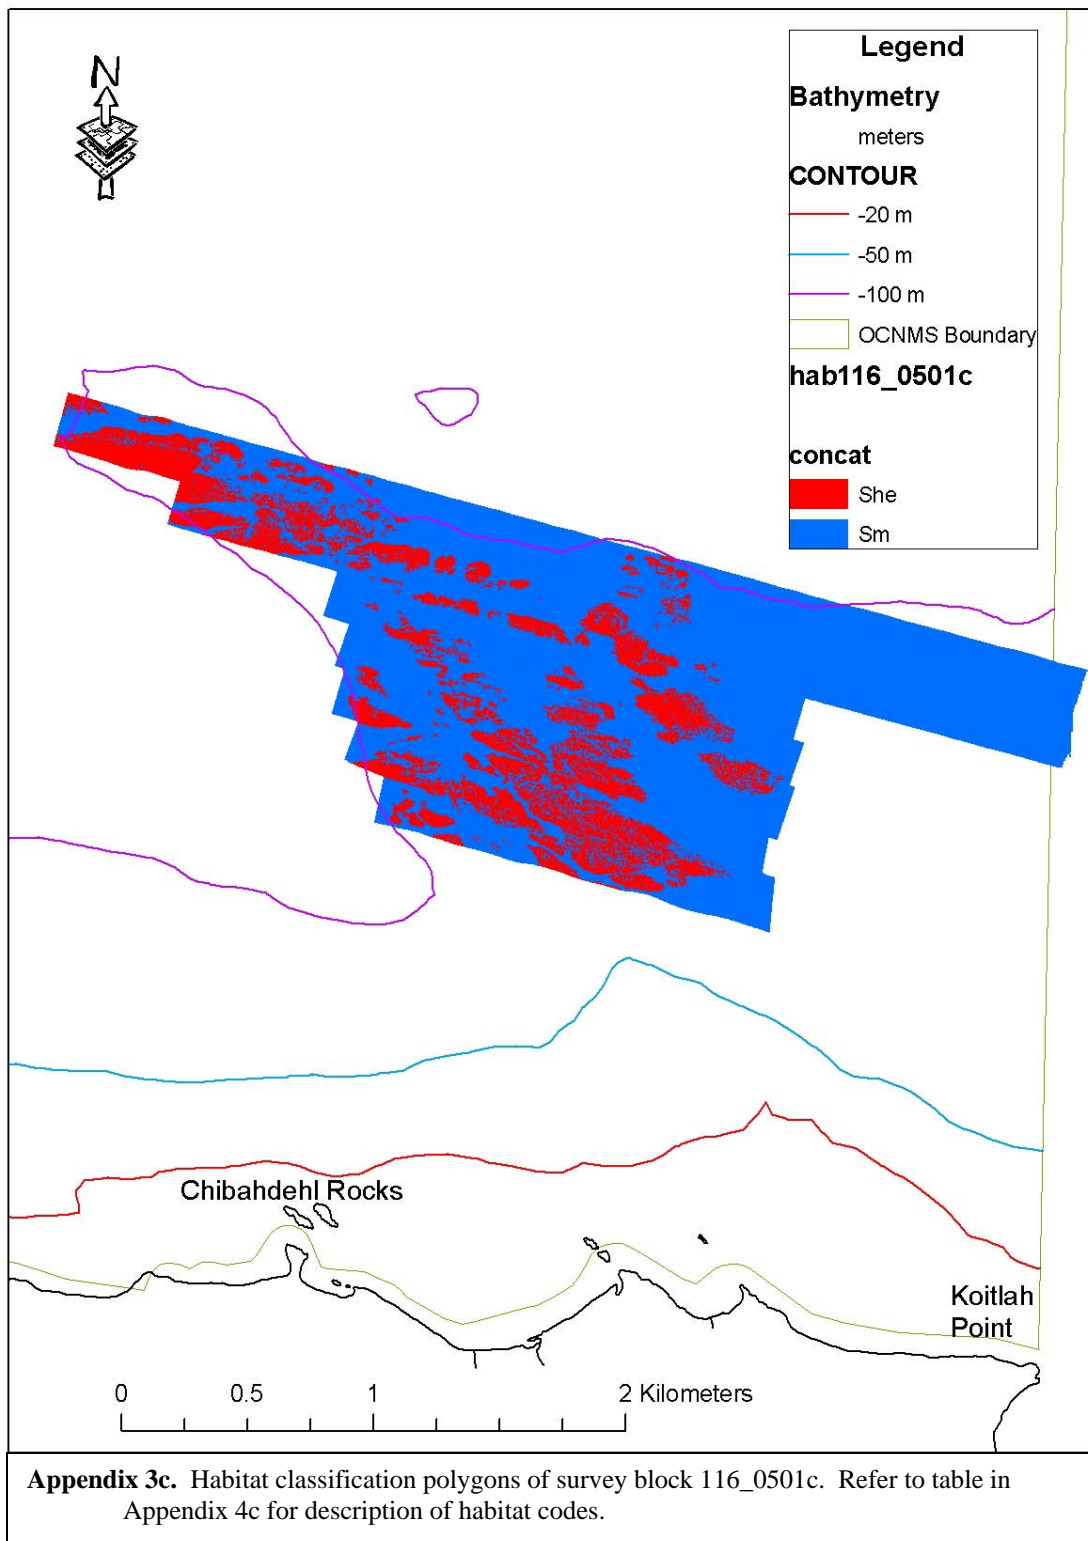 N
Legend
Bathymetry
meters
CONTOUR
-20 m
-50 m
-100 m
OCNMS Boundary
hab116_0501c
concat
She
Sm
Chibahdehl Rocks
Koitlah
Point
0 0.5 1 2 Kilometers
Appendix 3c. Habitat classification polygons of survey block 116_0501c. Refer to table in
Appendix 4c for description of habitat codes.